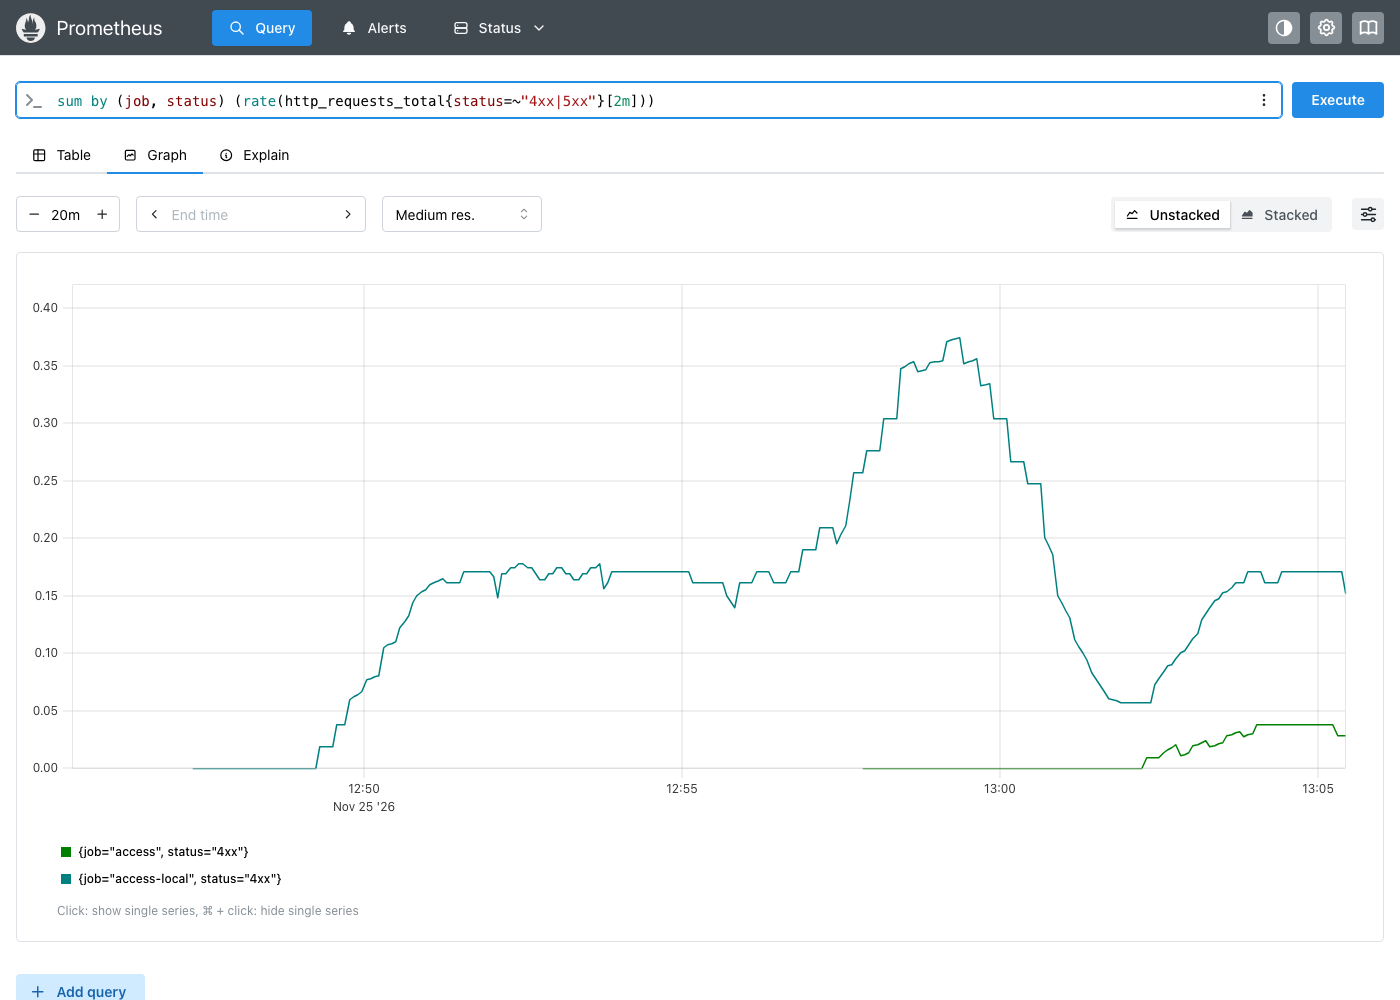 Prometheus
Query
Alerts
Status
sum by (job, status) (rate(http_requests_total{status=~"4xx|5xx"}[2m]))
Execute
Table
Graph
Explain
20m
End time
Medium res.
Unstacked
Stacked
0.40
0.35
0.30
0.25
0.20
0.15
0.10
0.05
0.00
12:50
12:55
13:00
13:05
Nov 25 '26
{job="access", status="4xx"}
{job="access-local", status="4xx"}
Click: show single series, ⌘ + click: hide single series
Add query